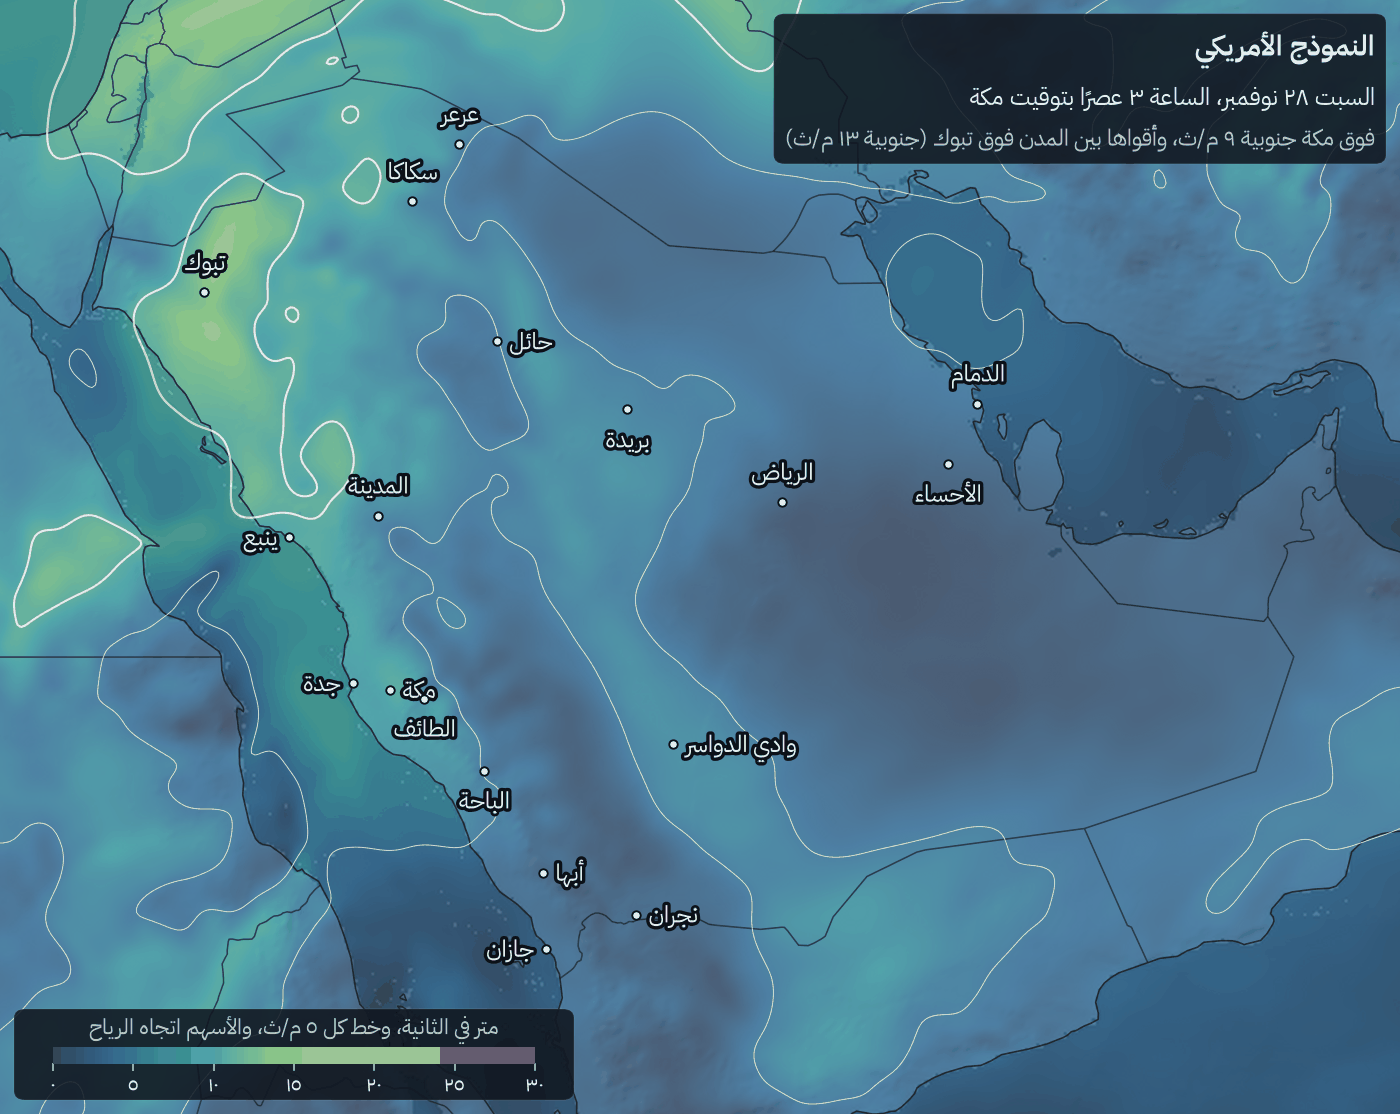 النموذج الأمريكي
السبت ٢٨ نوفمبر، الساعة ٣ عصرًا بتوقيت مكة
فوق مكة جنوبية ٩ م/ث، وأقواها بين المدن فوق تبوك (جنوبية ١٣ م/ث)
عرعر
سكاكا
تبوك
حائل
الدمام
بريدة
الرياض
المدينة
الأحساء
ينبع
جدة
مكة
الطائف
وادي الدواسر
الباحة
أبها
نجران
جازان
متر في الثانية، وخط كل ٥ م/ث، والأسهم اتجاه الرياح
٠ ٥ ١٠ ١٥ ٢٠ ٢٥ ٣٠